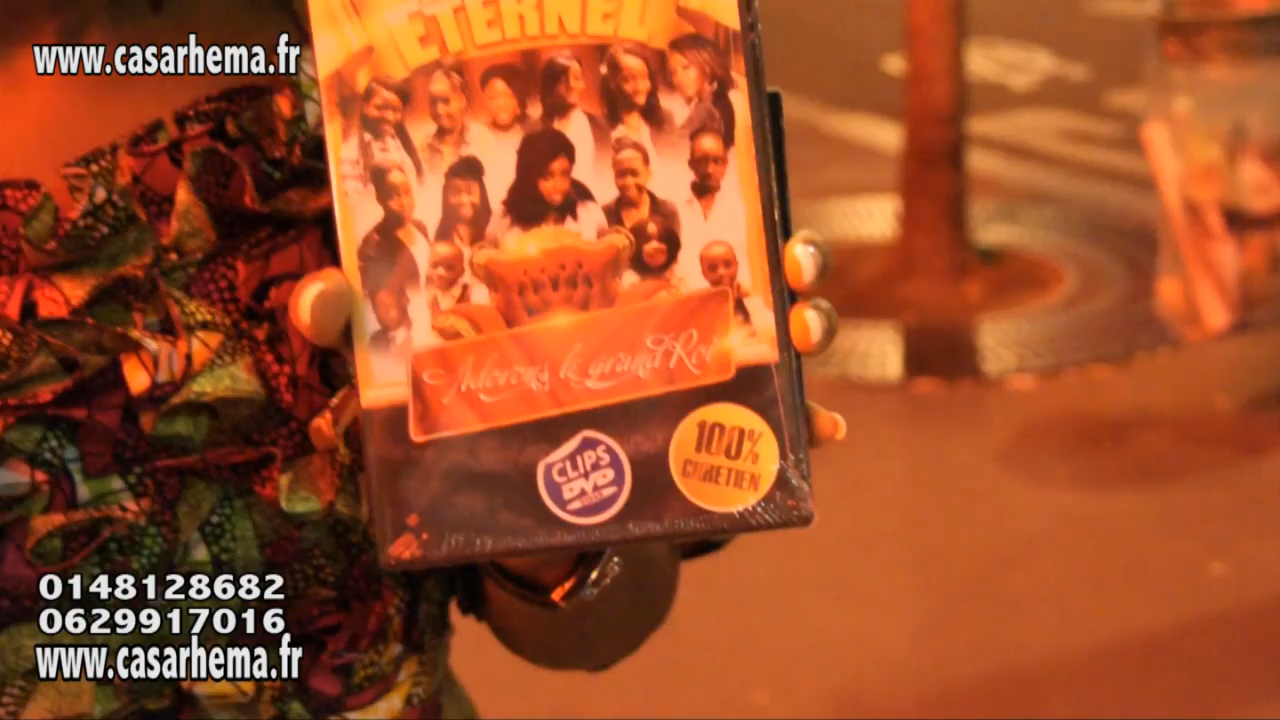 www.casarhema.fr
ETERNEL
Adorons le grand Roi
CLIPS
DVD
100%
CHRETIEN
0148128682
0629917016
www.casarhema.fr